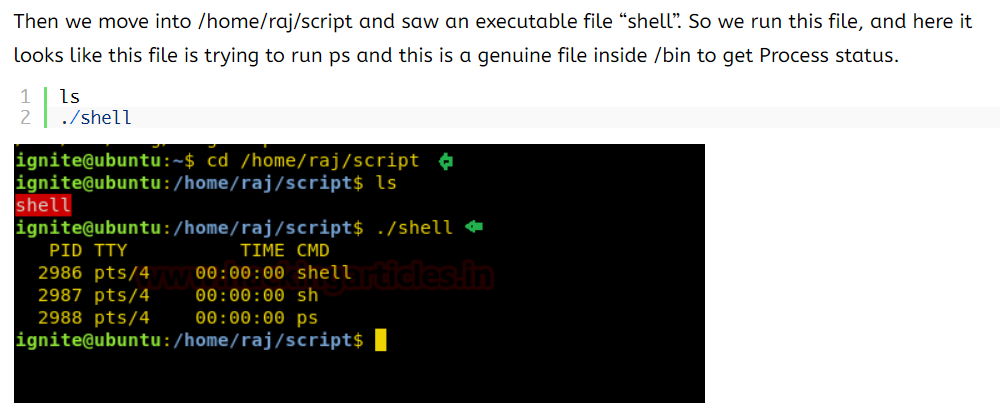 Then we move into /home/raj/script and saw an executable file “shell”. So we run this file, and here it
looks like this file is trying to run ps and this is a genuine file inside /bin to get Process status.
1 ls
2 ./shell
ignite@ubuntu:~$ cd /home/raj/script
ignite@ubuntu:/home/raj/script$ ls
shell
ignite@ubuntu:/home/raj/script$ ./shell
PID TTY TIME CMD
2986 pts/4 00:00:00 shell
2987 pts/4 00:00:00 sh
2988 pts/4 00:00:00 ps
ignite@ubuntu:/home/raj/script$